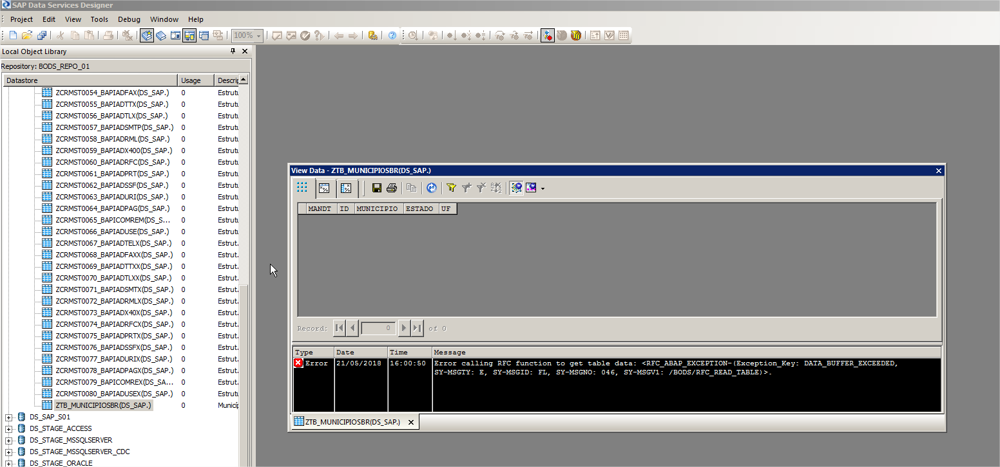 SAP Data Services Designer
Project Edit View Tools Debug Window Help
100%
Local Object Library
Repository: BODS_REPO_01
Datastore Usage Descrip
ZCRMST0054_BAPIADFAX(DS_SAP.) 0 Estrutu
ZCRMST0055_BAPIADTTX(DS_SAP.) 0 Estrutu
ZCRMST0056_BAPIADTLX(DS_SAP.) 0 Estrutu
ZCRMST0057_BAPIADSMTP(DS_SAP.) 0 Estrutu
ZCRMST0058_BAPIADRML(DS_SAP.) 0 Estrutu
ZCRMST0059_BAPIADX400(DS_SAP.) 0 Estrutu
ZCRMST0060_BAPIADRFC(DS_SAP.) 0 Estrutu
ZCRMST0061_BAPIADPRT(DS_SAP.) 0 Estrutu
ZCRMST0062_BAPIADSSF(DS_SAP.) 0 Estrutu
ZCRMST0063_BAPIADURI(DS_SAP.) 0 Estrutu
ZCRMST0064_BAPIADPAG(DS_SAP.) 0 Estrutu
ZCRMST0065_BAPICOMREM(DS_S... 0 Estrutu
ZCRMST0066_BAPIADUSE(DS_SAP.) 0 Estrutu
ZCRMST0067_BAPIADTELX(DS_SAP.) 0 Estrut.
ZCRMST0068_BAPIADFAXX(DS_SAP.) 0 Estrut.
ZCRMST0069_BAPIADTTXX(DS_SAP.) 0 Estrut.
ZCRMST0070_BAPIADTLXX(DS_SAP.) 0 Estrut.
ZCRMST0071_BAPIADSMTX(DS_SAP.) 0 Estrut.
ZCRMST0072_BAPIADRMLX(DS_SAP.) 0 Estrut.
ZCRMST0073_BAPIADX40X(DS_SAP.) 0 Estrut.
ZCRMST0074_BAPIADRFCX(DS_SAP.) 0 Estrut.
ZCRMST0075_BAPIADPRTX(DS_SAP.) 0 Estrut.
ZCRMST0076_BAPIADSSFX(DS_SAP.) 0 Estrut.
ZCRMST0077_BAPIADURIX(DS_SAP.) 0 Estrut.
ZCRMST0078_BAPIADPAGX(DS_SAP.) 0 Estrut.
ZCRMST0079_BAPICOMREX(DS_SA... 0 Estrut.
ZCRMST0080_BAPIADUSEX(DS_SAP.) 0 Estrutu
ZTB_MUNICIPIOSBR(DS_SAP.) 0 Municíp
DS_SAP_S01
DS_STAGE_ACCESS
DS_STAGE_MSSQLSERVER
DS_STAGE_MSSQLSERVER_CDC
DS_STAGE_ORACLE
View Data - ZTB_MUNICIPIOSBR(DS_SAP.)
MANDT ID MUNICIPIO ESTADO UF
Record: 0 of 0
Type Date Time Message
Error 21/05/2018 16:00:50 Error calling RFC function to get table data: <RFC_ABAP_EXCEPTION-(Exception_Key: DATA_BUFFER_EXCEEDED,
SY-MSGTY: E, SY-MSGID: FL, SY-MSGNO: 046, SY-MSGV1: /BODS/RFC_READ_TABLE)>.
ZTB_MUNICIPIOSBR(DS_SAP.)